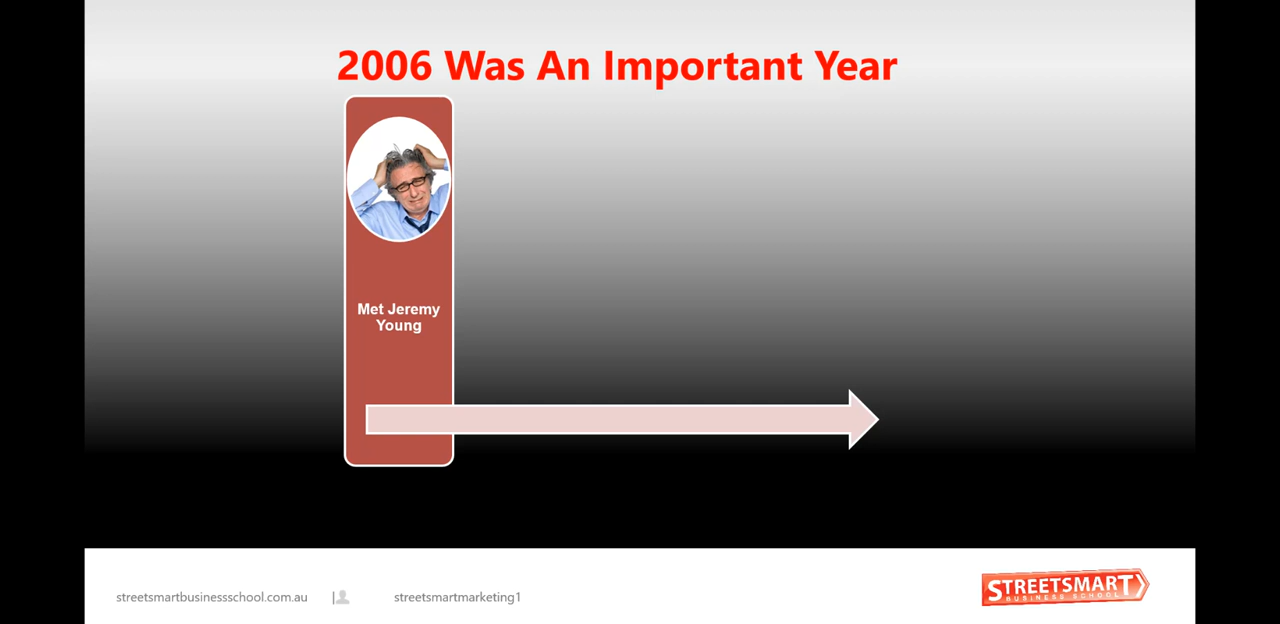 2006 Was An Important Year
Met Jeremy
Young
streetsmartbusinessschool.com.au
streetsmartmarketing1
STREETSMART
BUSINESS SCHOOL